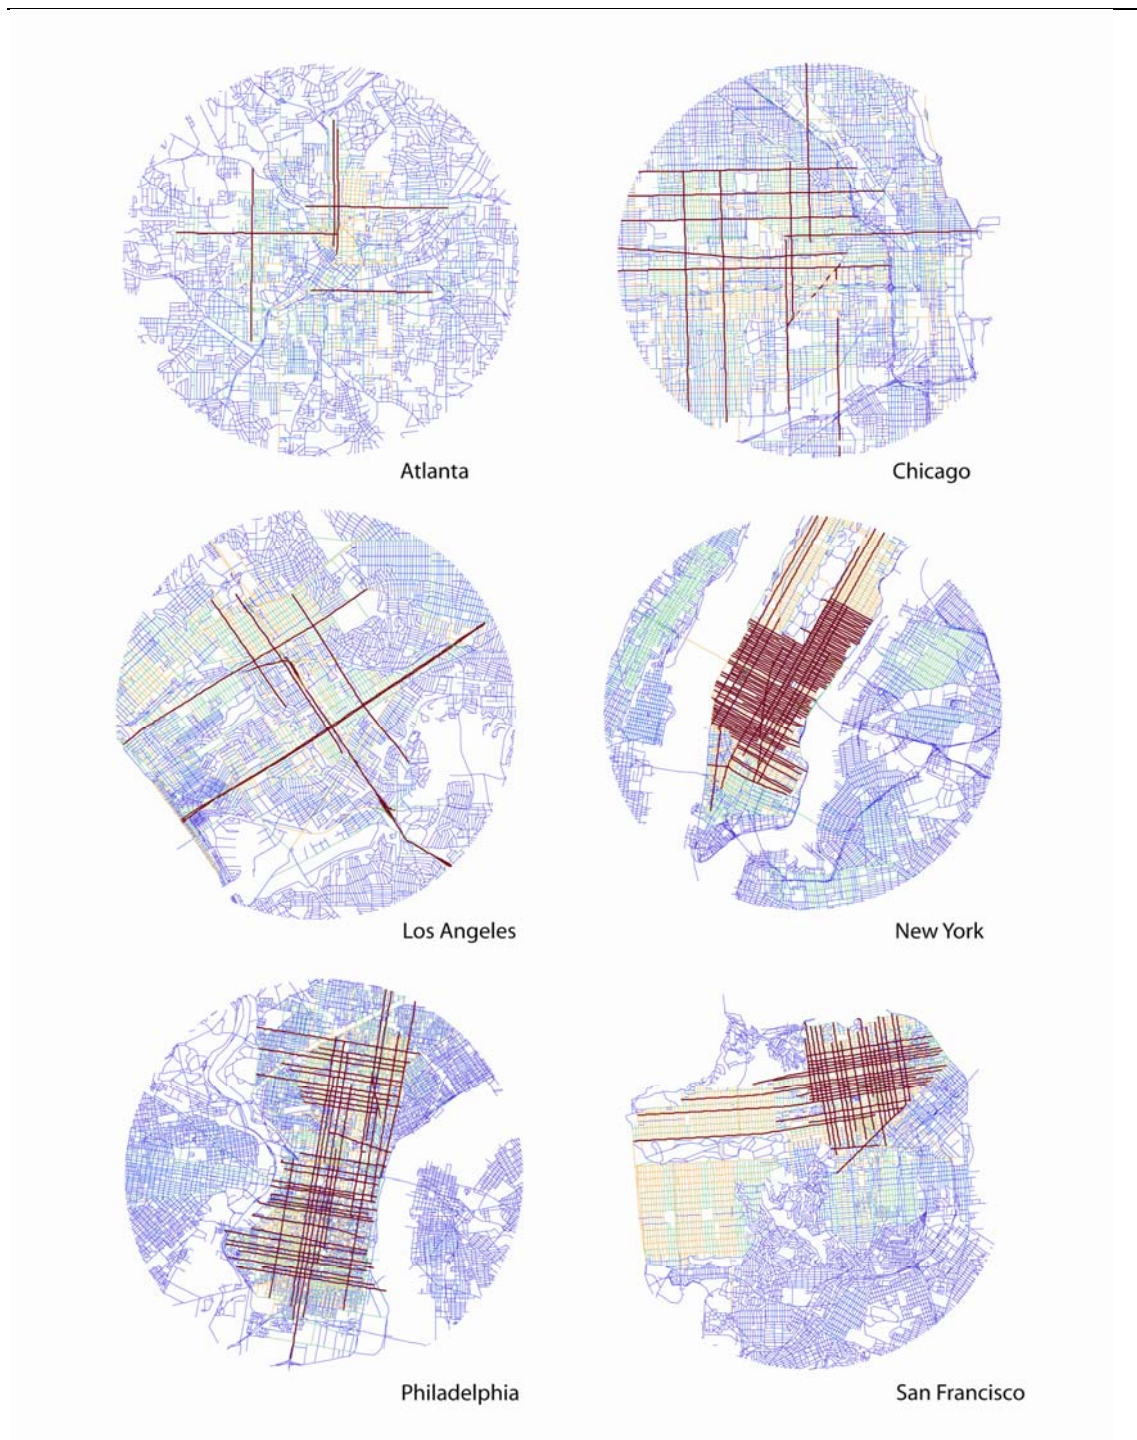 Atlanta
Chicago
Los Angeles
New York
Philadelphia
San Francisco